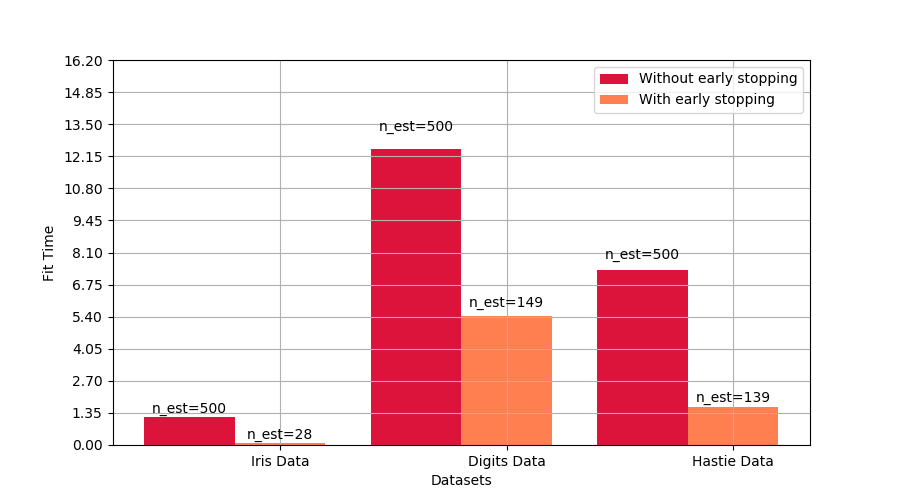 16.20
14.85
13.50
12.15
10.80
9.45
8.10
6.75
5.40
4.05
2.70
1.35
0.00
Fit Time
Without early stopping
With early stopping
n_est=500
n_est=28
n_est=500
n_est=149
n_est=500
n_est=139
Iris Data
Digits Data
Hastie Data
Datasets